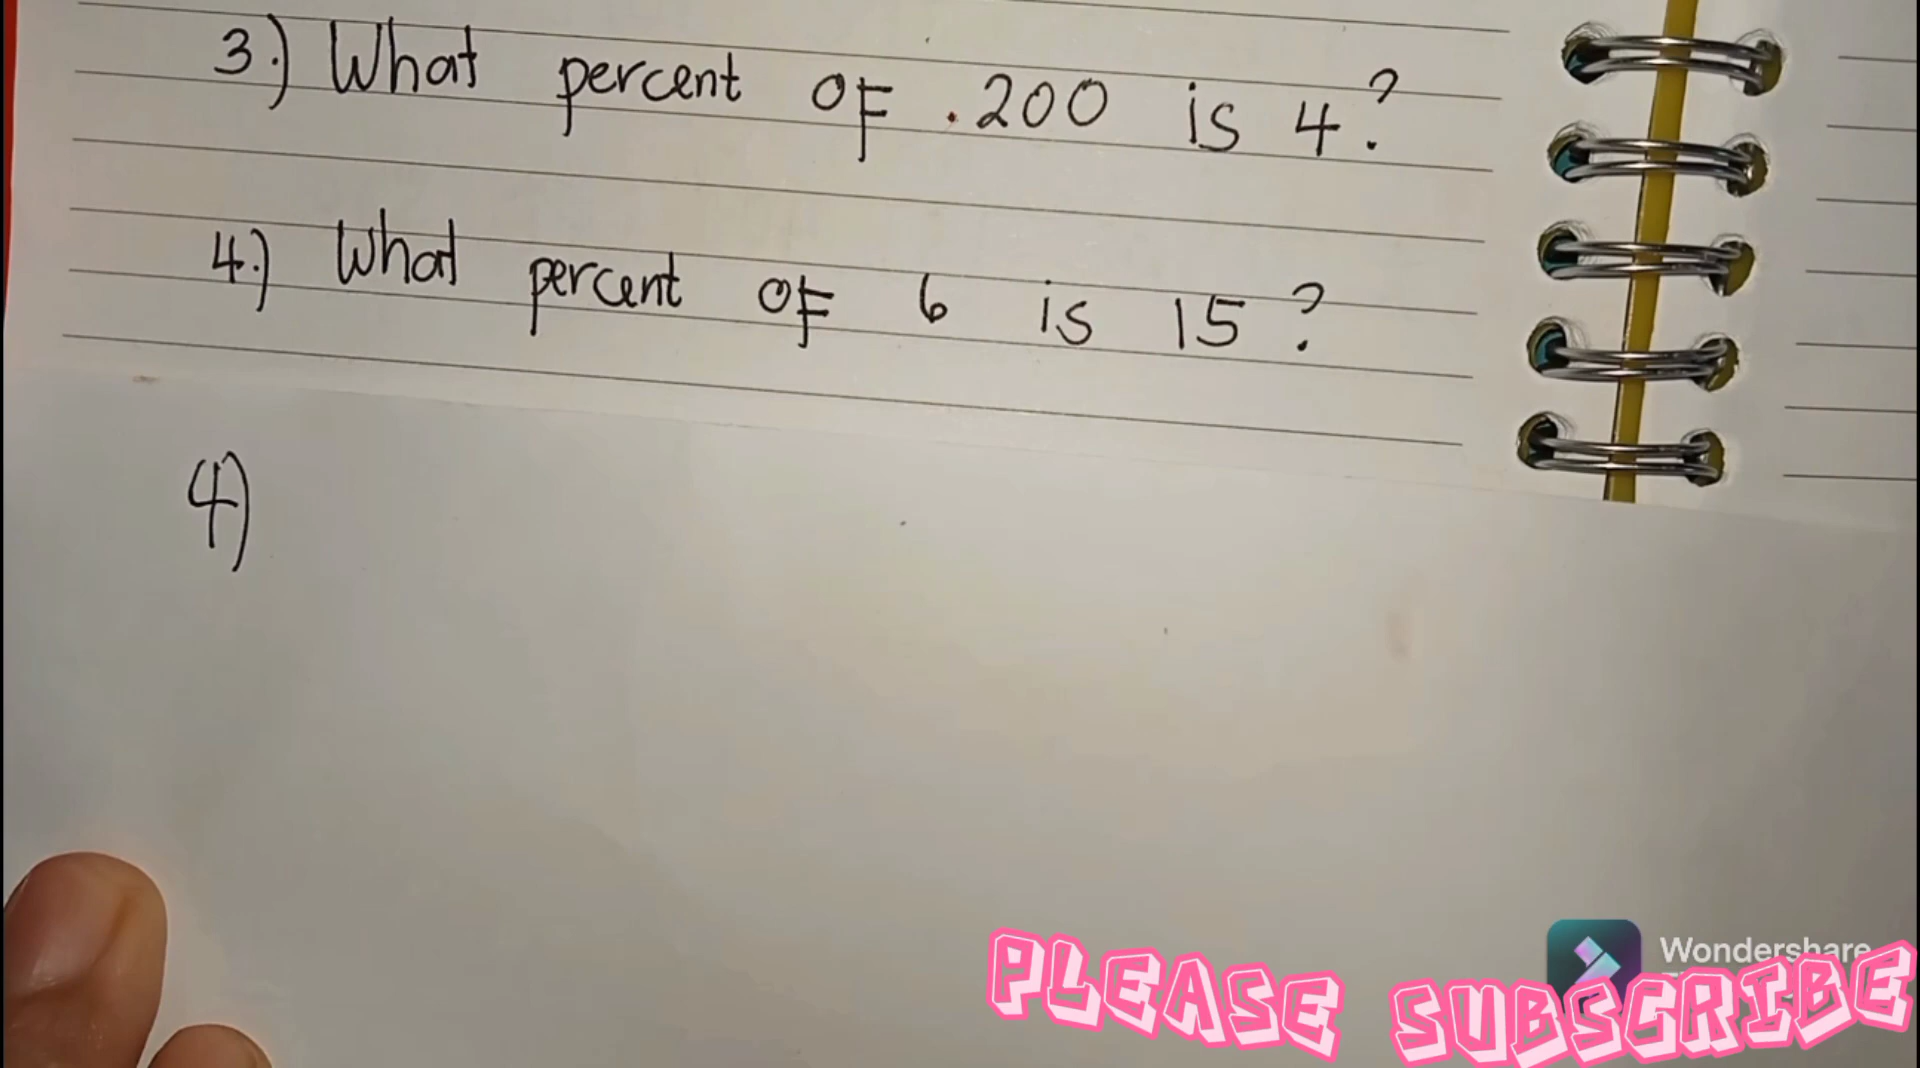 3.) What percent OF .200 is 4?
4.) What percent OF 6 is 15?
4)
Wondershare
PLEASE SUBSCRIBE